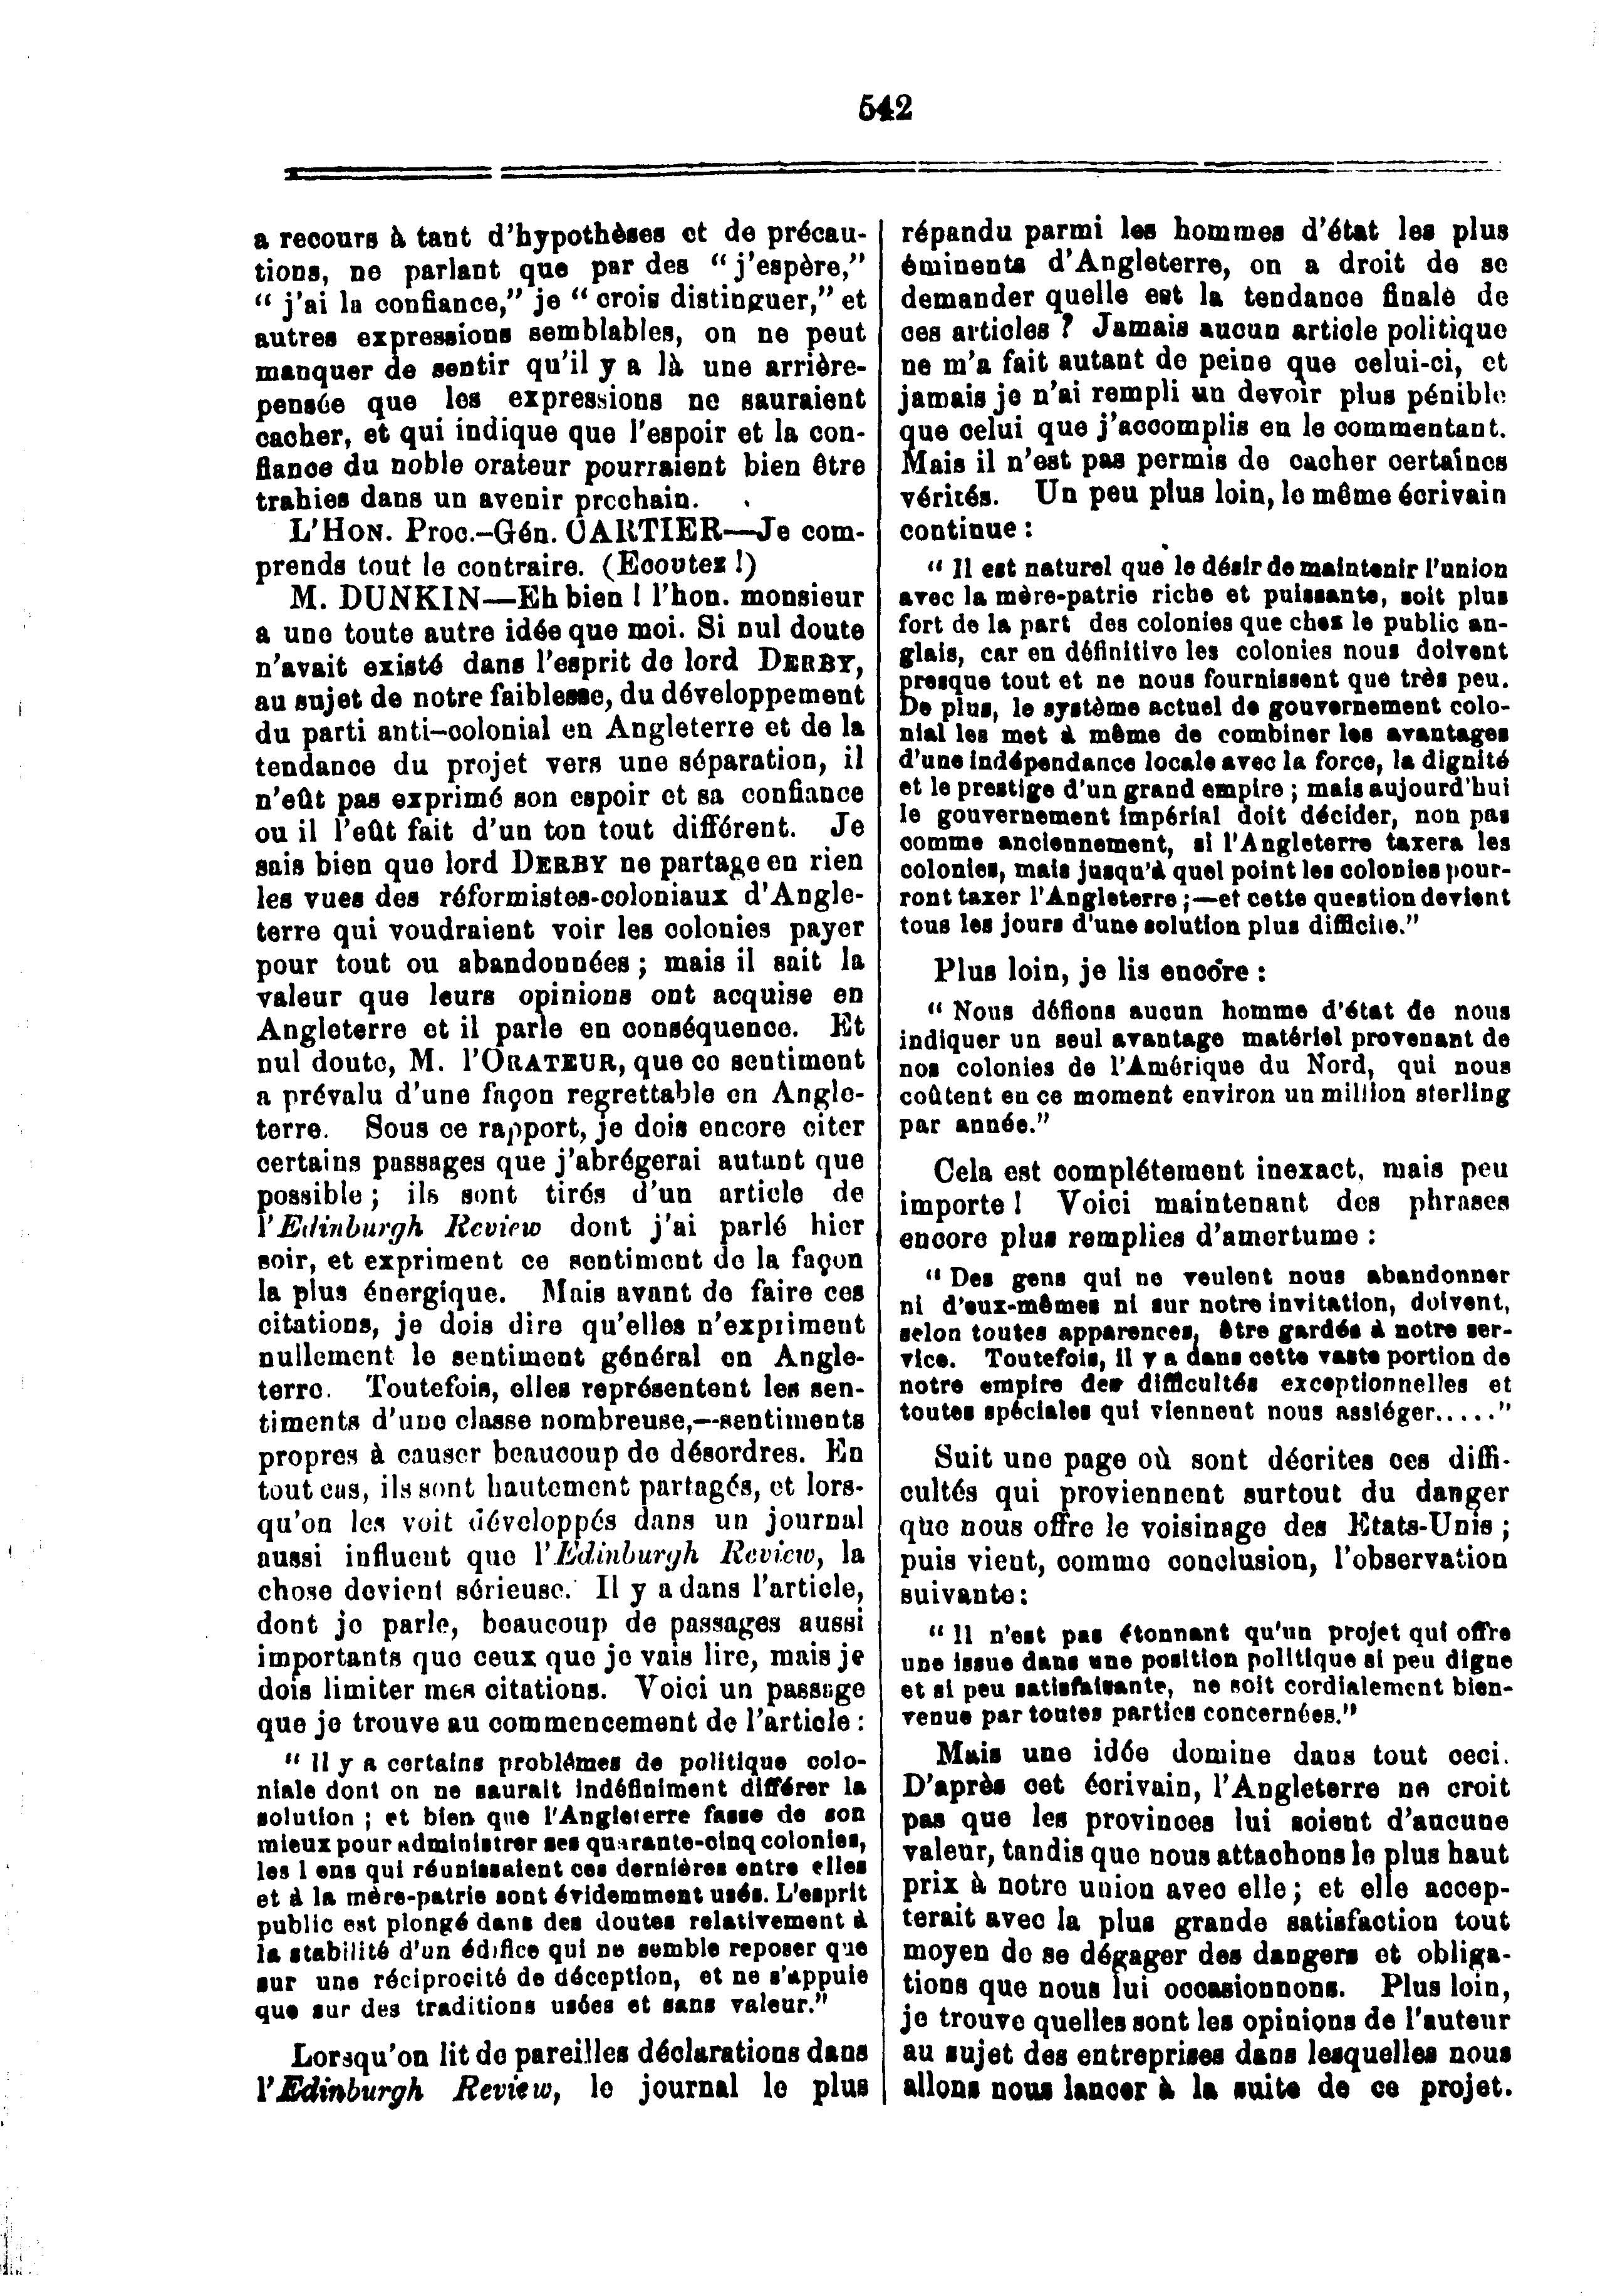 542
a recours à tant d'hypothèses et de précau-
tions, ne parlant que par des "j'espère,"
"j'ai la confiance," je "crois distinguer," et
autres expressions semblables, on ne peut
manquer de sentir qu'il y a là une arrière-
pensée que les expressions ne sauraient
cacher, et qui indique que l'espoir et la con-
fiance du noble orateur pourraient bien être
trahies dans un avenir prochain.
L'HON. Proc.-Gén. CARTIER—Je com-
prends tout le contraire. (Ecoutez !)
M. DUNKIN—Eh bien ! l'hon. monsieur
a une toute autre idée que moi. Si nul doute
n'avait existé dans l'esprit de lord DERBY,
au sujet de notre faiblesse, du développement
du parti anti-colonial en Angleterre et de la
tendance du projet vers une séparation, il
n'eût pas exprimé son espoir et sa confiance
ou il l'eût fait d'un ton tout différent. Je
sais bien que lord DERBY ne partage en rien
les vues des réformistes-coloniaux d'Angle-
terre qui voudraient voir les colonies payer
pour tout ou abandonnées ; mais il sait la
valeur que leurs opinions ont acquise en
Angleterre et il parle en conséquence. Et
nul doute, M. l'ORATEUR, que ce sentiment
a prévalu d'une façon regrettable en Angle-
terre. Sous ce rapport, je dois encore citer
certains passages que j'abrégerai autant que
possible ; ils sont tirés d'un article de
l'Edinburgh Review dont j'ai parlé hier
soir, et expriment ce sentiment de la façon
la plus énergique. Mais avant de faire ces
citations, je dois dire qu'elles n'expriment
nullement le sentiment général en Angle-
terre. Toutefois, elles représentent les sen-
timents d'une classe nombreuse,—sentiments
propres à causer beaucoup de désordres. En
tout cas, ils sont hautement partagés, et lors-
qu'on les voit développés dans un journal
aussi influent que l'Edinburgh Review, la
chose devient sérieuse. Il y a dans l'article,
dont je parle, beaucoup de passages aussi
importants que ceux que je vais lire, mais je
dois limiter mes citations. Voici un passage
que je trouve au commencement de l'article :
"Il y a certains problèmes de politique colo-
niale dont on ne saurait indéfiniment différer la
solution ; et bien que l'Angleterre fasse de son
mieux pour administrer ses quarante-cinq colonies,
les liens qui réunissaient ces dernières entre elles
et à la mère-patrie sont évidemment usés. L'esprit
public est plongé dans des doutes relativement à
la stabilité d'un édifice qui ne semble reposer que
sur une réciprocité de déception, et ne s'appuie
que sur des traditions usées et sans valeur."
Lorsqu'on lit de pareilles déclarations dans
l'Edinburgh Review, le journal le plus
répandu parmi les hommes d'état les plus
éminents d'Angleterre, on a droit de se
demander quelle est la tendance finale de
ces articles ? Jamais aucun article politique
ne m'a fait autant de peine que celui-ci, et
jamais je n'ai rempli un devoir plus pénible
que celui que j'accomplis en le commentant.
Mais il n'est pas permis de cacher certaines
vérités. Un peu plus loin, le même écrivain
continue :
"Il est naturel que le désir de maintenir l'union
avec la mère-patrie riche et puissante, soit plus
fort de la part des colonies que chez le public an-
glais, car en définitive les colonies nous doivent
presque tout et ne nous fournissent que très peu.
De plus, le système actuel de gouvernement colo-
nial les met à même de combiner les avantages
d'une indépendance locale avec la force, la dignité
et le prestige d'un grand empire ; mais aujourd'hui
le gouvernement impérial doit décider, non pas
comme anciennement, si l'Angleterre taxera les
colonies, mais jusqu'à quel point les colonies pour-
ront taxer l'Angleterre ;—et cette question devient
tous les jours d'une solution plus difficile."
Plus loin, je lis encore :
"Nous défions aucun homme d'état de nous
indiquer un seul avantage matériel provenant de
nos colonies de l'Amérique du Nord, qui nous
coûtent en ce moment environ un million sterling
par année."
Cela est complétement inexact, mais peu
importe ! Voici maintenant des phrases
encore plus remplies d'amertume :
"Des gens qui ne veulent nous abandonner
ni d'eux-mêmes ni sur notre invitation, doivent,
selon toutes apparences, être gardés à notre ser-
vice. Toutefois, il y a dans cette vaste portion de
notre empire des difficultés exceptionnelles et
toutes spéciales qui viennent nous assiéger....."
Suit une page où sont décrites ces diffi-
cultés qui proviennent surtout du danger
que nous offre le voisinage des Etats-Unis ;
puis vient, comme conclusion, l'observation
suivante :
"Il n'est pas étonnant qu'un projet qui offre
une issue dans une position politique si peu digne
et si peu satisfaisante, ne soit cordialement bien-
venue par toutes parties concernées."
Mais une idée domine dans tout ceci.
D'après cet écrivain, l'Angleterre ne croit
pas que les provinces lui soient d'aucune
valeur, tandis que nous attachons le plus haut
prix à notre union avec elle ; et elle accep-
terait avec la plus grande satisfaction tout
moyen de se dégager des dangers et obliga-
tions que nous lui occasionnons. Plus loin,
je trouve quelles sont les opinions de l'auteur
au sujet des entreprises dans lesquelles nous
allons nous lancer à la suite de ce projet.